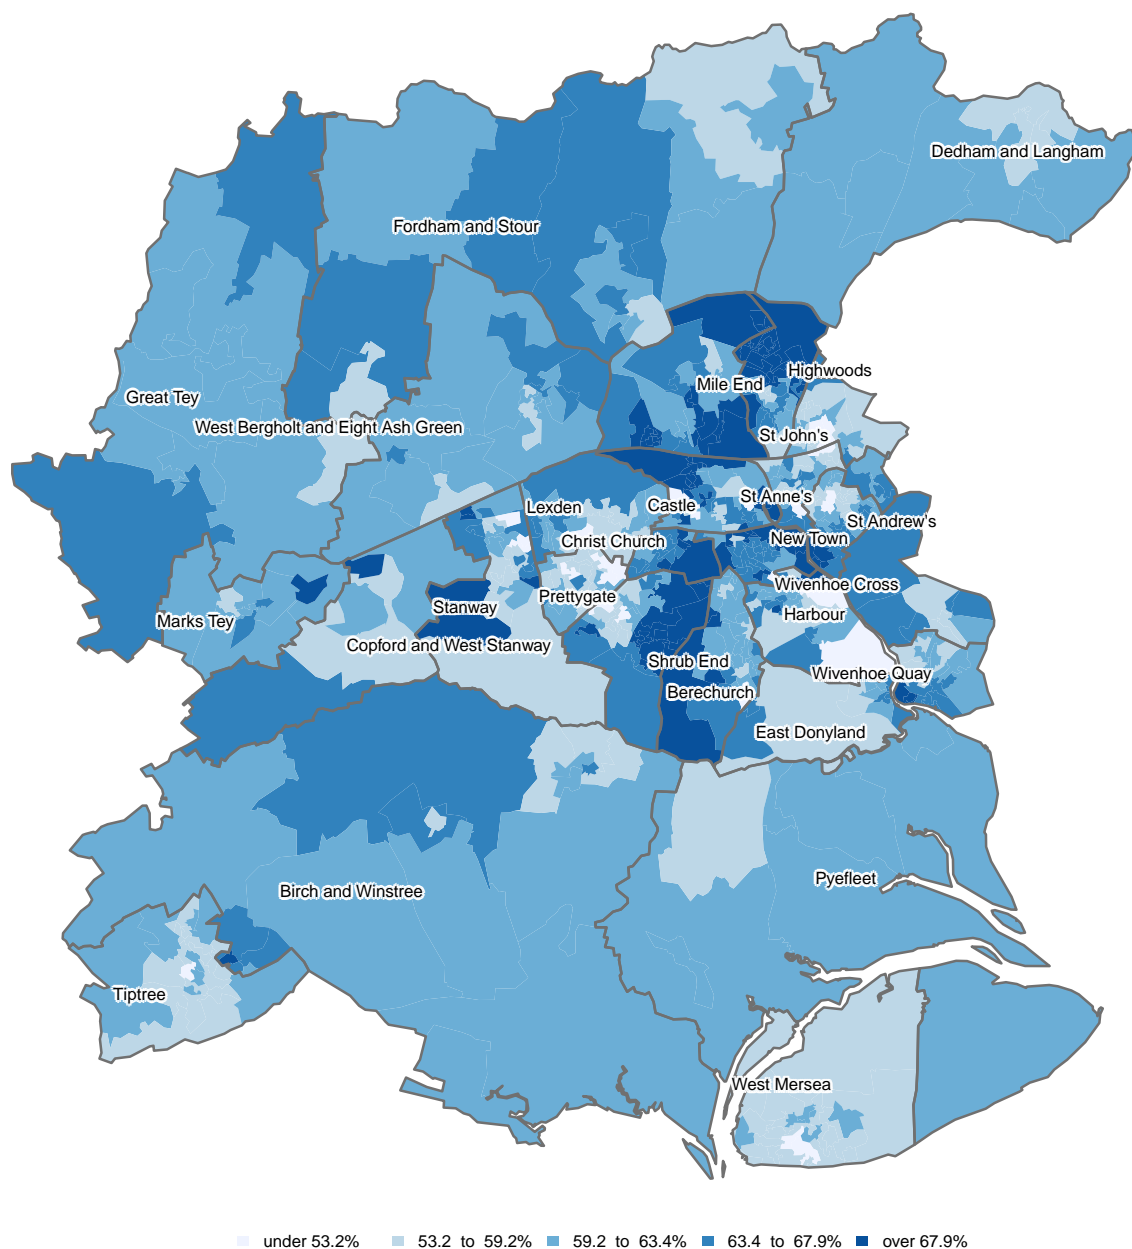 Dedham and Langham
Fordham and Stour
Highwoods
Mile End
Great Tey
West Bergholt and Eight Ash Green
St John's
St Anne's
Castle
Lexden
St Andrew's
Christ Church
New Town
Wivenhoe Cross
Prettygate
Stanway
Harbour
Marks Tey
Copford and West Stanway
Shrub End
Wivenhoe Quay
Berechurch
East Donyland
Pyefleet
Birch and Winstree
Tiptree
West Mersea
under 53.2% 53.2 to 59.2% 59.2 to 63.4% 63.4 to 67.9% over 67.9%